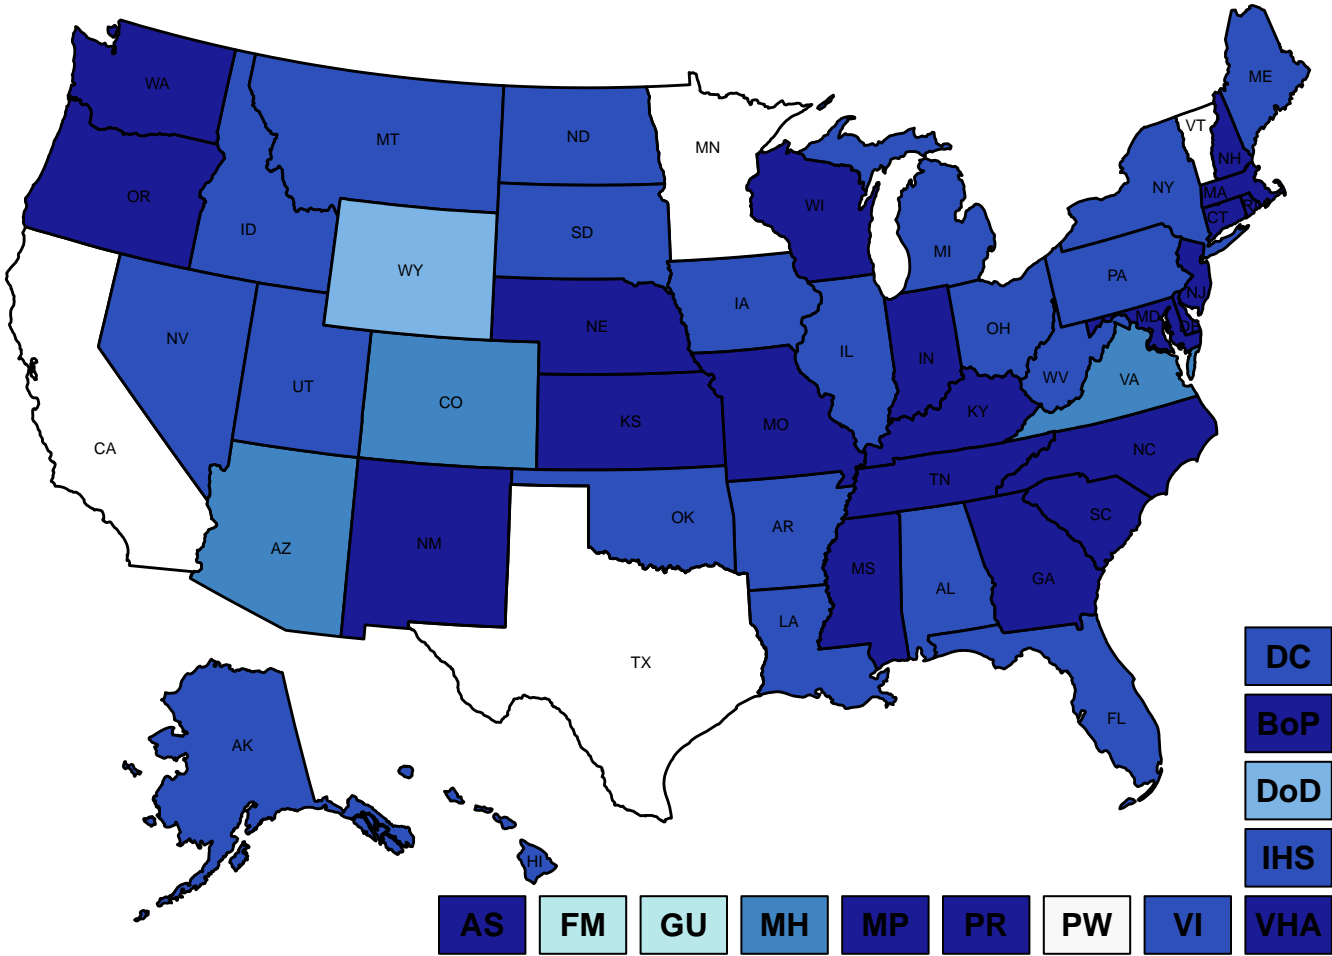 WA
ME
MT
ND
VT
MN
NH
OR
NY
MA
WI
RI
CT
ID
SD
MI
WY
PA
NJ
IA
MD
NE
DE
OH
NV
IL
IN
WV
VA
UT
CO
KY
KS
MO
CA
NC
TN
SC
OK
AR
NM
AZ
MS
GA
AL
LA
TX
DC
FL
BoP
AK
DoD
HI
IHS
AS FM GU MH MP PR PW VI VHA